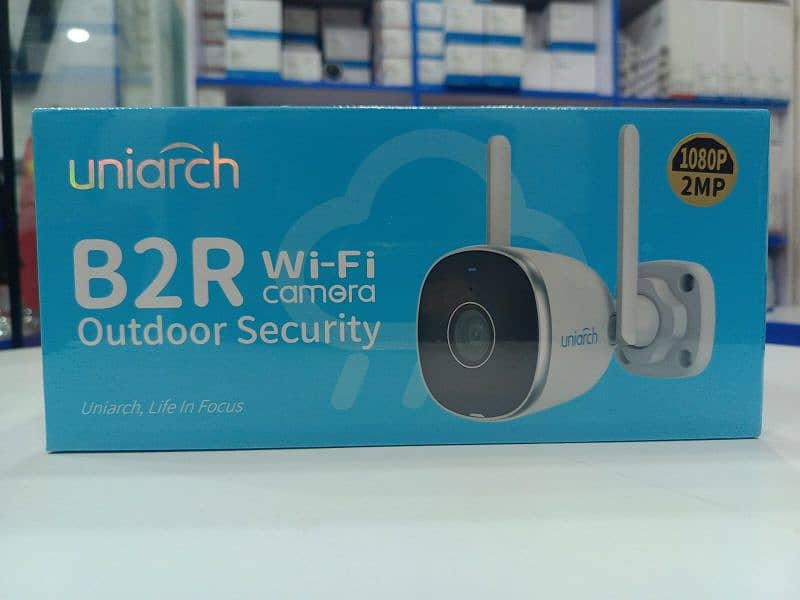 uniarch
1080P
2MP
B2R Wi-Fi
camera
Outdoor Security
uniarch
Uniarch, Life In Focus